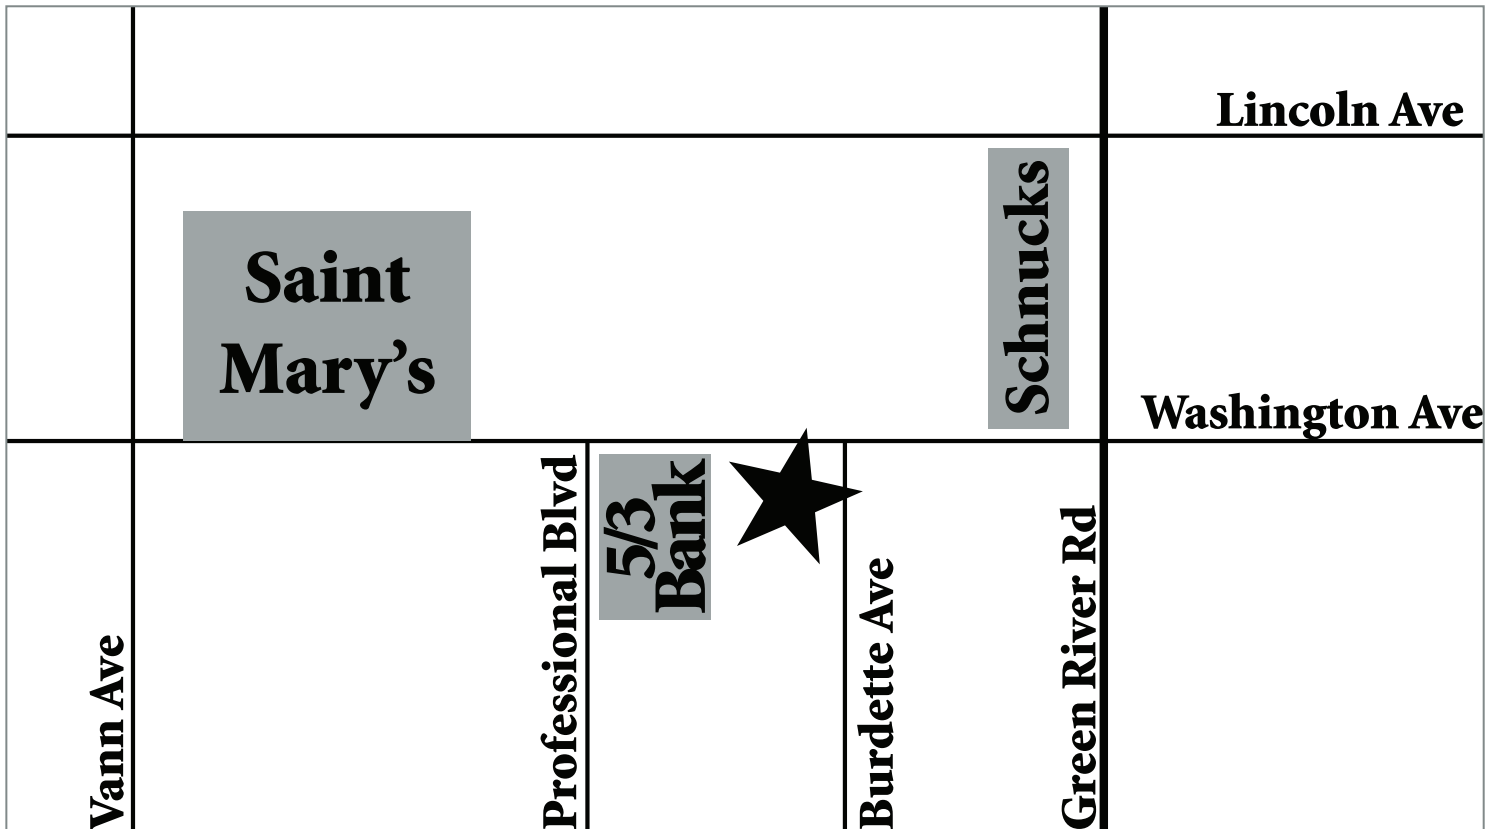 Lincoln Ave
Schnucks
Saint
Mary’s
Washington Ave
Professional Blvd
5/3
Bank
Burdette Ave
Green River Rd
Vann Ave